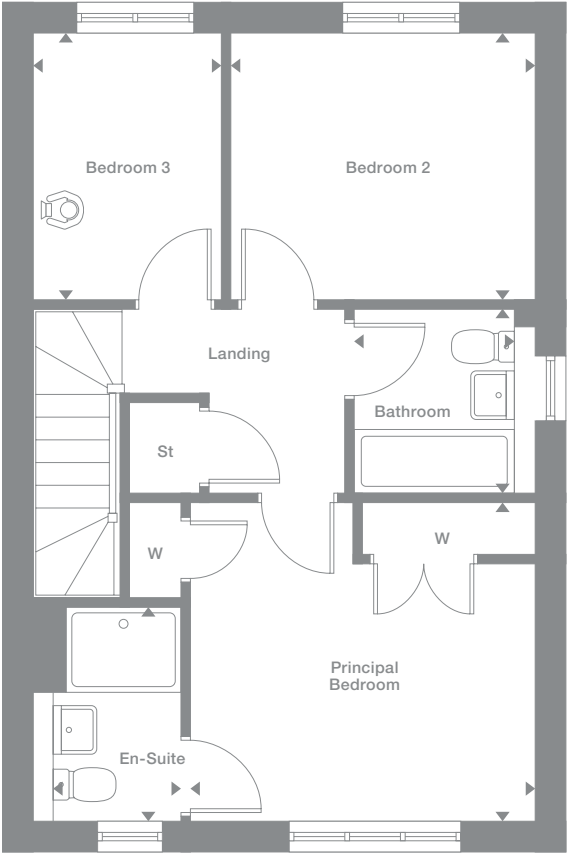 Bedroom 3
Bedroom 2
Landing
Bathroom
St
W
W
Principal
Bedroom
En-Suite